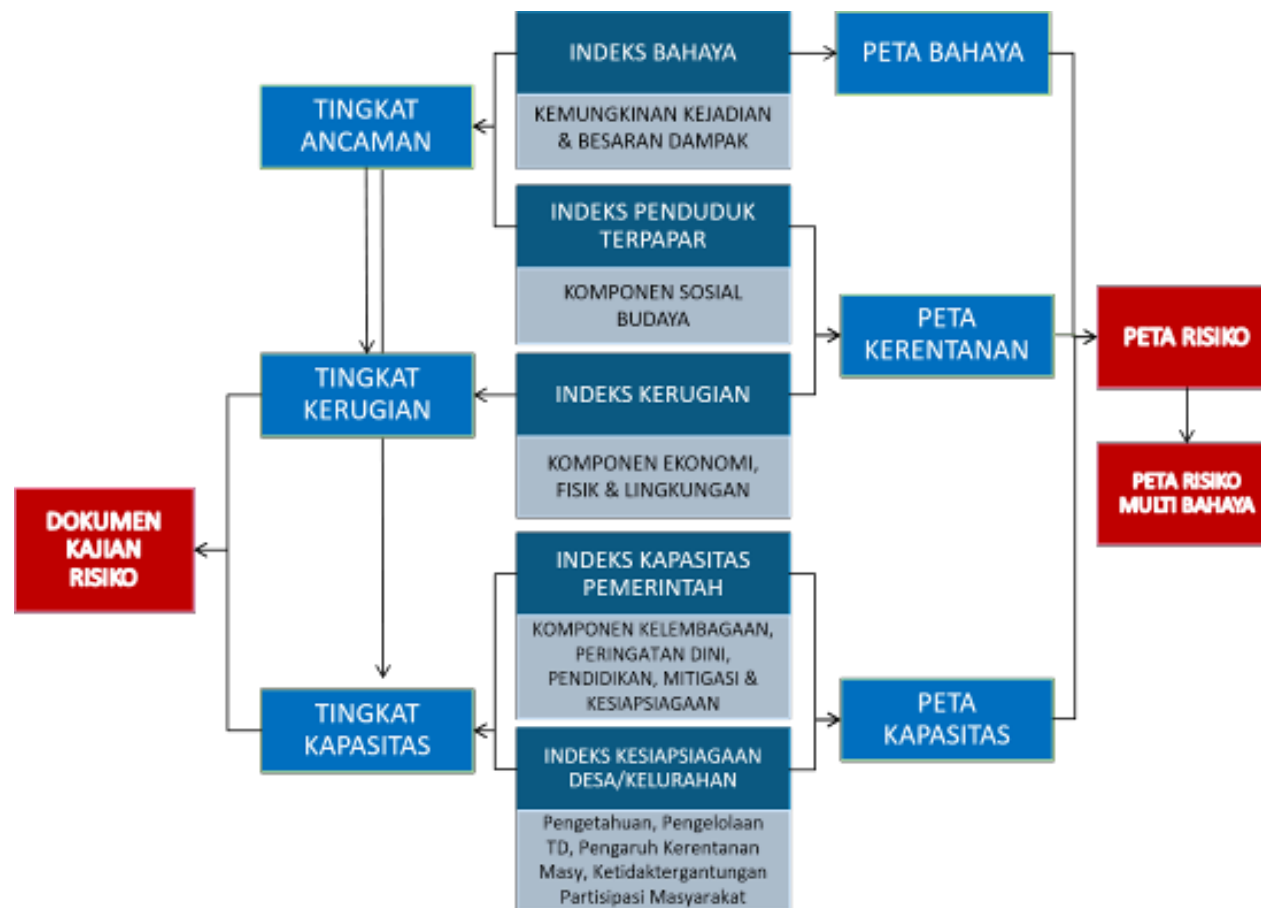 INDEKS BAHAYA
KEMUNGKINAN KEJADIAN
& BESARAN DAMPAK
PETA BAHAYA
TINGKAT
ANCAMAN
INDEKS PENDUDUK
TERPAPAR
KOMPONEN SOSIAL
BUDAYA
PETA
KERENTANAN
PETA RISIKO
TINGKAT
KERUGIAN
INDEKS KERUGIAN
KOMPONEN EKONOMI,
FISIK & LINGKUNGAN
PETA RISIKO
MULTI BAHAYA
DOKUMEN
KAJIAN
RISIKO
INDEKS KAPASITAS
PEMERINTAH
KOMPONEN KELEMBAGAAN,
PERINGATAN DINI,
PENDIDIKAN, MITIGASI &
KESIAPSIAGAAN
TINGKAT
KAPASITAS
PETA
KAPASITAS
INDEKS KESIAPSIAGAAN
DESA/KELURAHAN
Pengetahuan, Pengelolaan
TD, Pengaruh Kerentanan
Masy, Ketidaktergantungan
Partisipasi Masyarakat